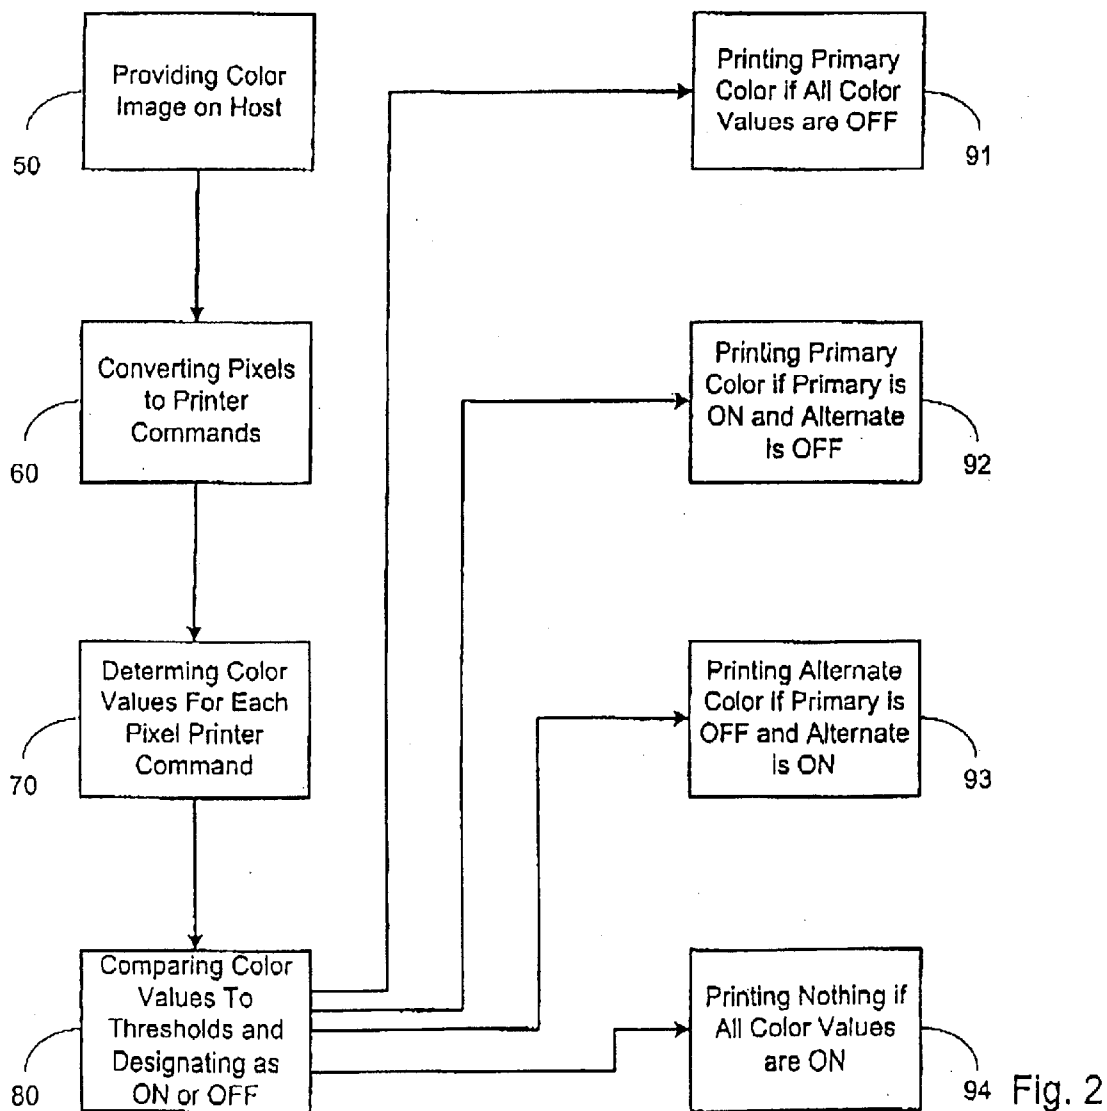 Providing Color
Image on Host
50
Converting Pixels
to Printer
Commands
60
Determing Color
Values For Each
Pixel Printer
Command
70
Comparing Color
Values To
Thresholds and
Designating as
ON or OFF
80
Printing Primary
Color if All Color
Values are OFF
91
Printing Primary
Color if Primary is
ON and Alternate
is OFF
92
Printing Alternate
Color if Primary is
OFF and Alternate
is ON
93
Printing Nothing if
All Color Values
are ON
94
Fig. 2